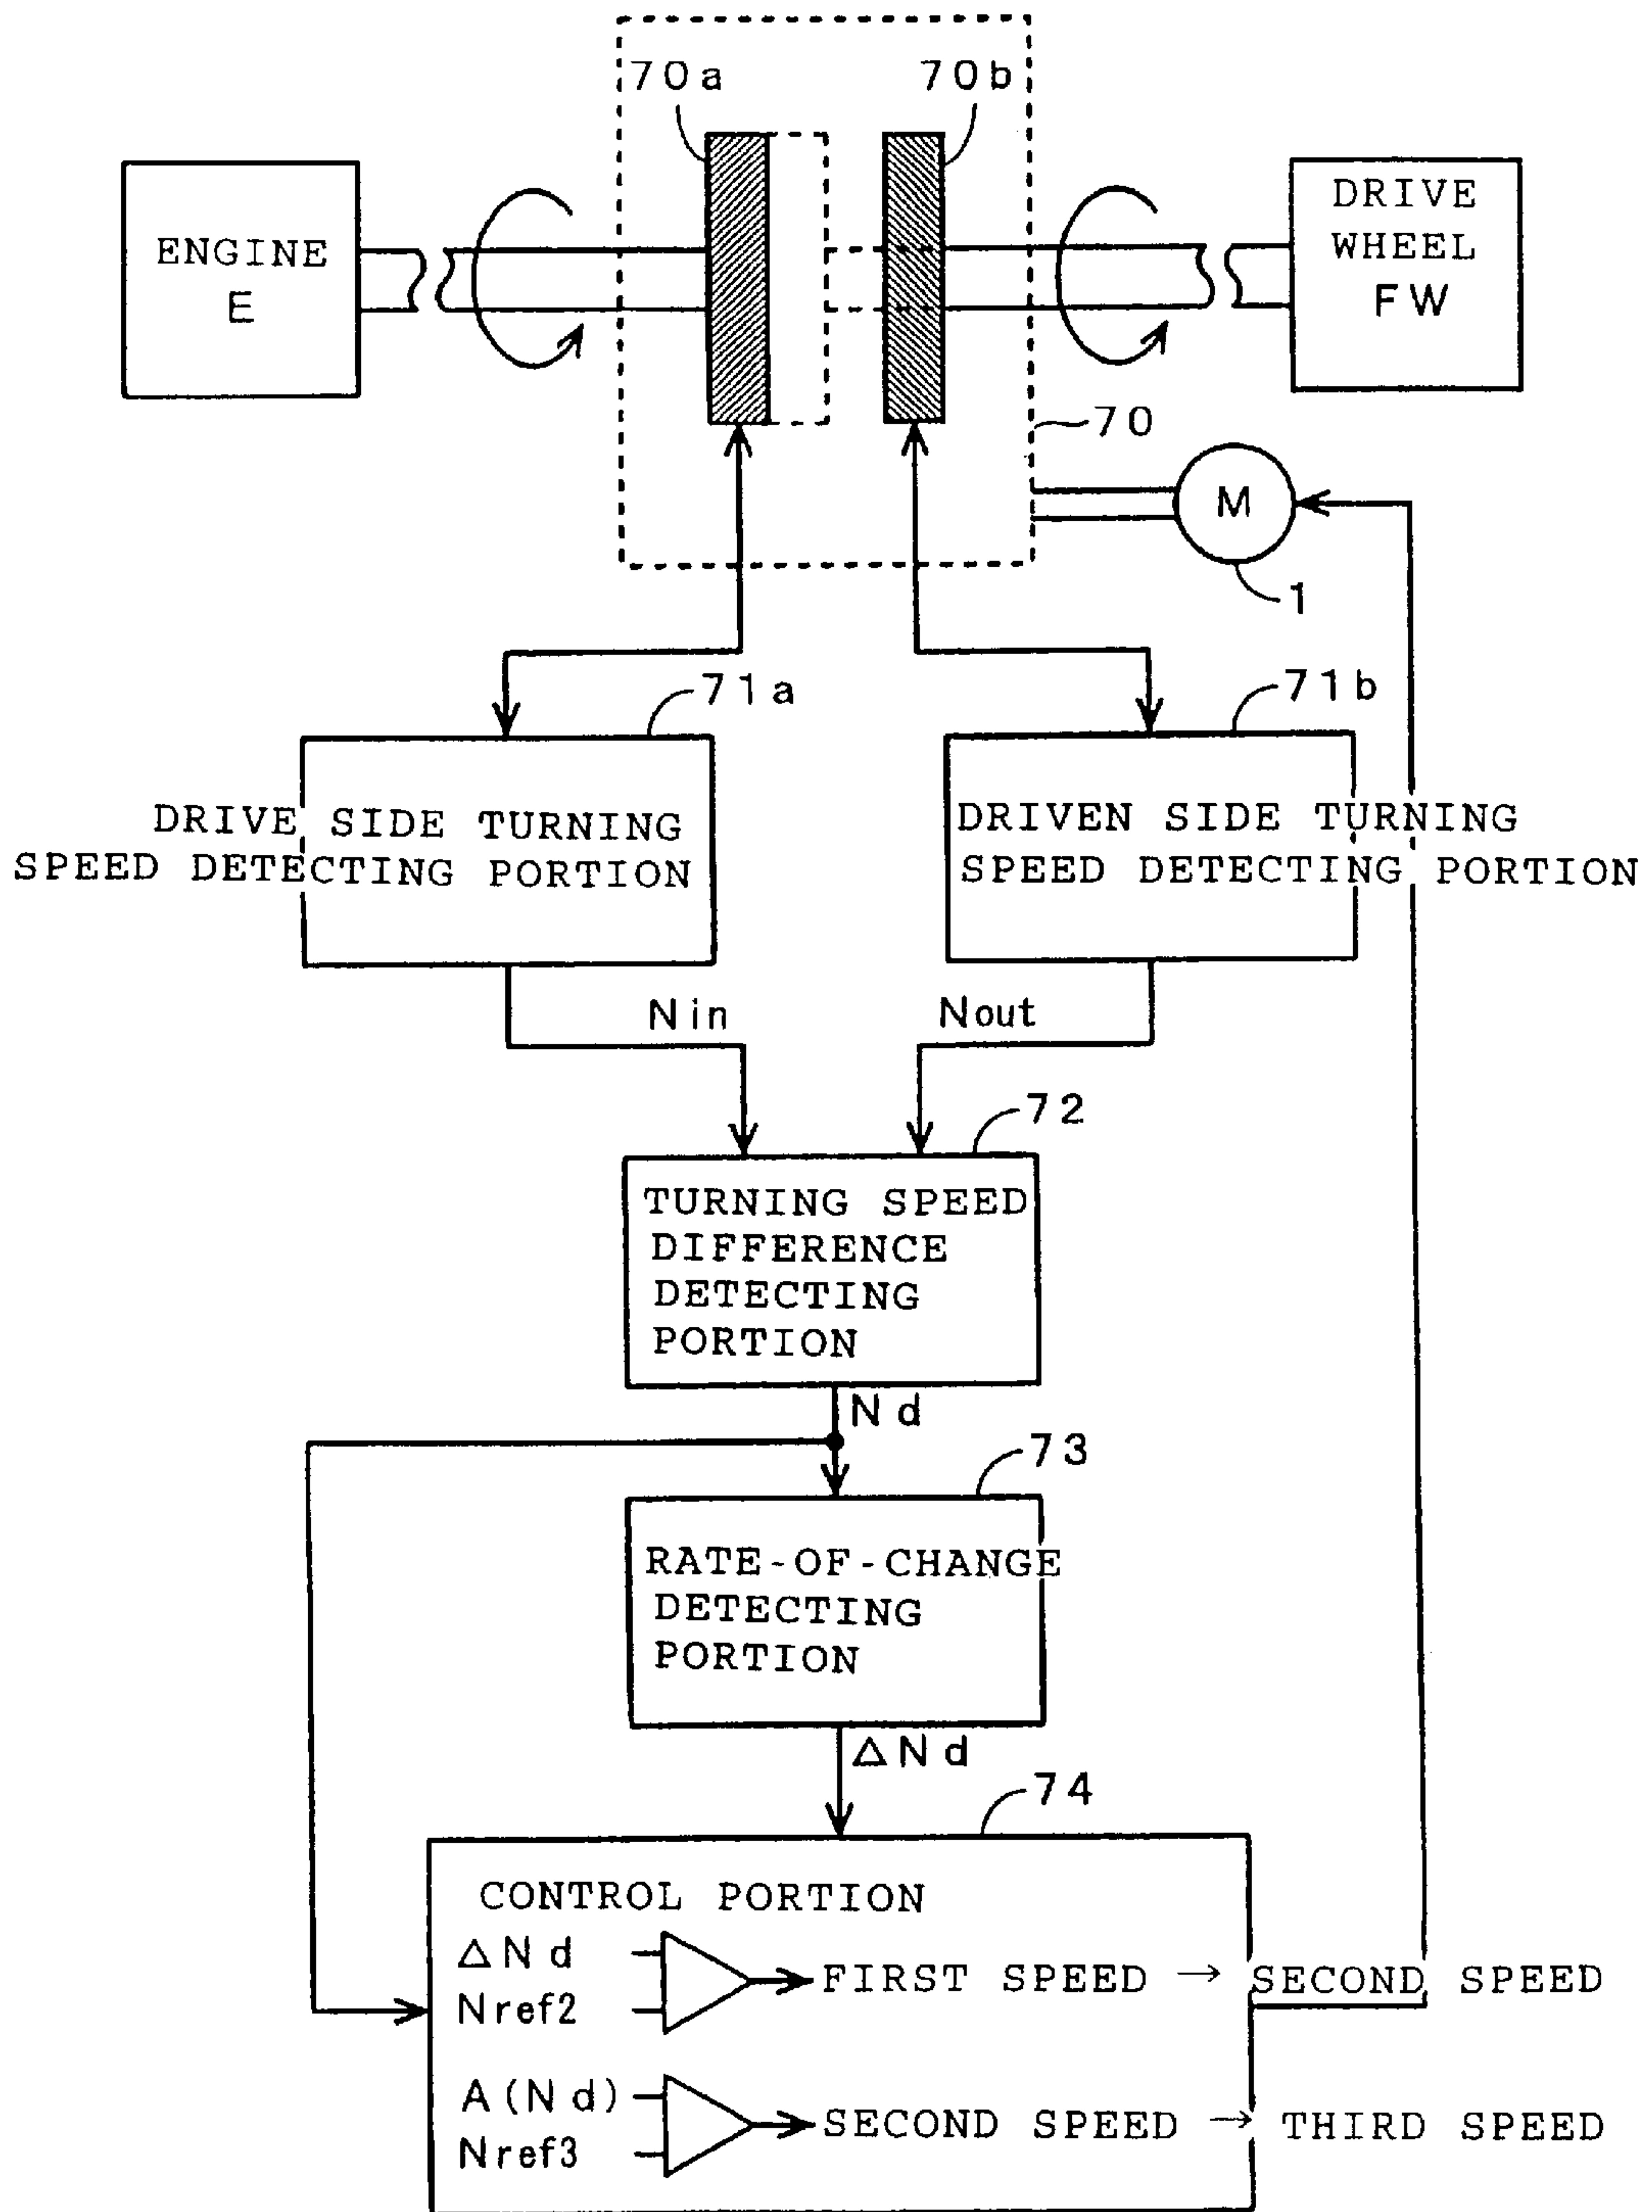 70a
70b
ENGINE
E
DRIVE
WHEEL
FW
70
M
1
71a
71b
DRIVE SIDE TURNING
SPEED DETECTING PORTION
DRIVEN SIDE TURNING
SPEED DETECTING PORTION
Nin
Nout
72
TURNING SPEED
DIFFERENCE
DETECTING
PORTION
Nd
73
RATE-OF-CHANGE
DETECTING
PORTION
△Nd
74
CONTROL PORTION
△Nd
Nref2
FIRST SPEED → SECOND SPEED
A(Nd)
Nref3
SECOND SPEED → THIRD SPEED